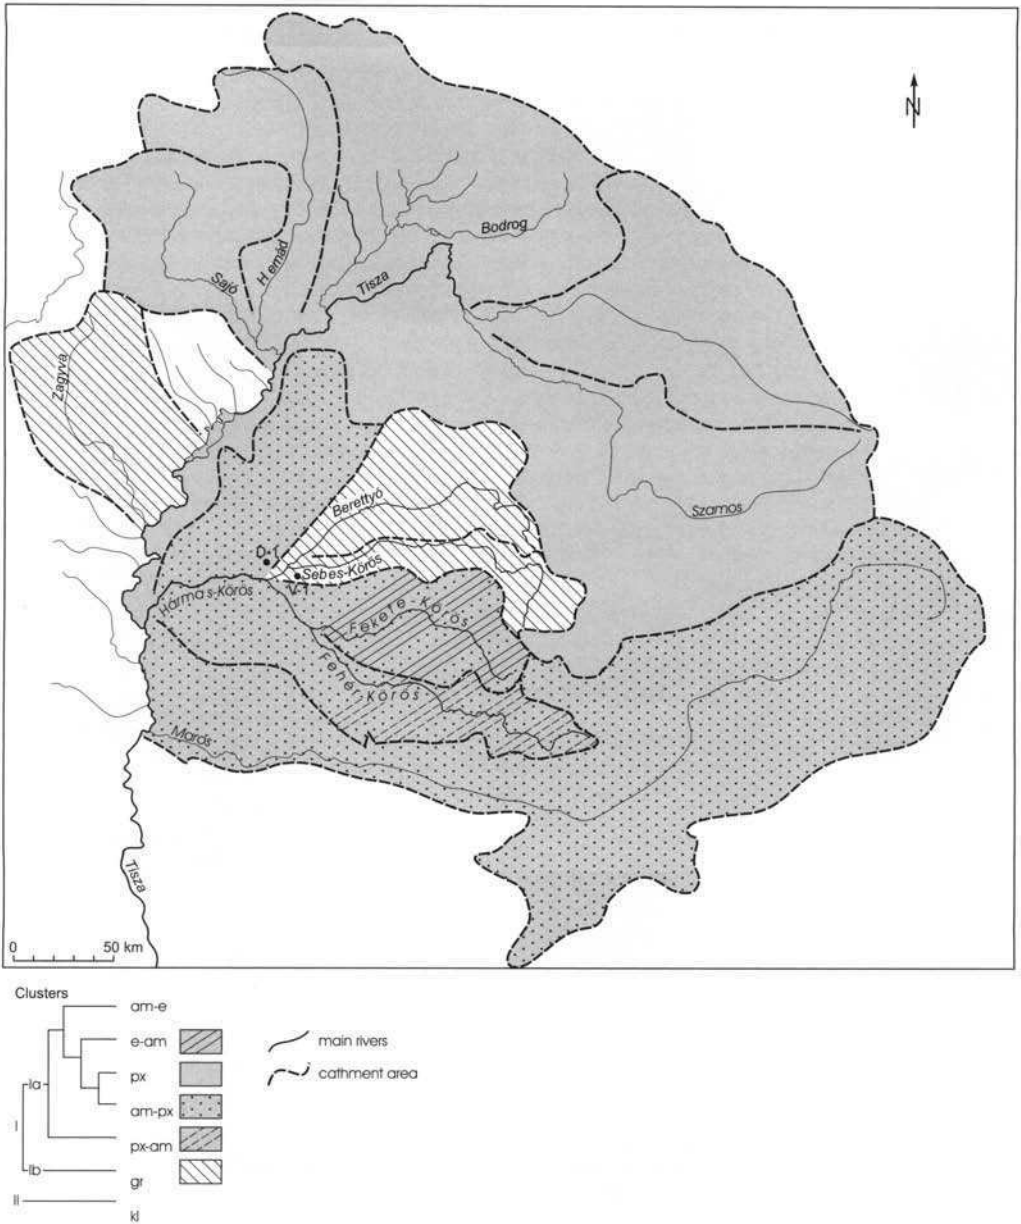 N
Bodrog
Hernád
Sajó
Tisza
Zagyva
Szamos
Berettyó
D-1
Sebes-Körös
V-1
Hármas-Körös
Fekete Körös
Fehér-Körös
Maros
Tisza
0 50 km
Clusters
am-e
e-am
main rivers
px
cathment area
Ia
am-px
I
px-am
Ib
gr
II
kl